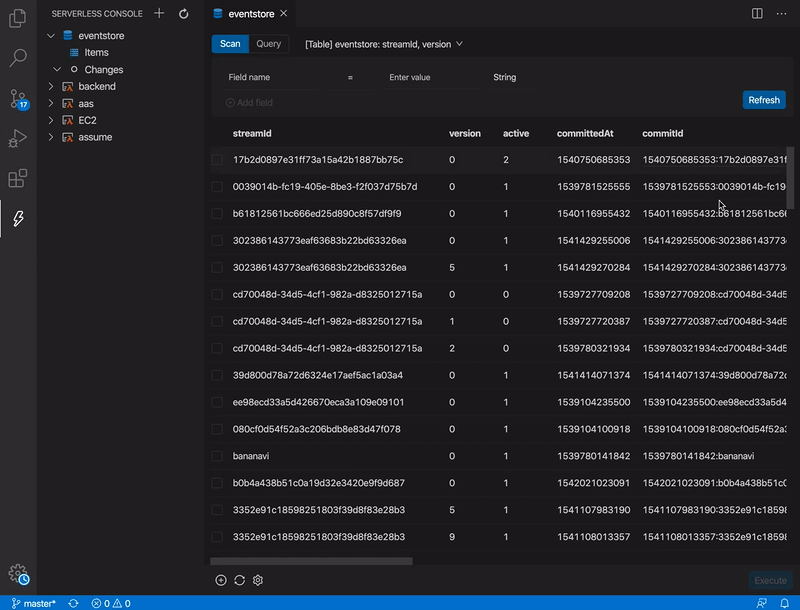 SERVERLESS CONSOLE
eventstore
Items
Changes
backend
aas
EC2
assume
17
eventstore
Scan Query [Table] eventstore: streamId, version
Field name = Enter value String
Add field
Refresh
streamId version active committedAt commitId
17b2d0897e31ff73a15a42b1887bb75c 0 2 1540750685353 1540750685353:17b2d0897e31f
0039014b-fc19-405e-8be3-f2f037d75b7d 0 1 1539781525555 1539781525553:0039014b-fc19-
b61812561bc666ed25d890c8f57df9f9 0 1 1540116955432 1540116955432:b61812561bc66
302386143773eaf63683b22bd63326ea 0 1 1541429255006 1541429255006:302386143773
302386143773eaf63683b22bd63326ea 5 1 1541429270284 1541429270284:302386143773
cd70048d-34d5-4cf1-982a-d8325012715a 0 0 1539727709208 1539727709208:cd70048d-34d5
cd70048d-34d5-4cf1-982a-d8325012715a 1 0 1539727720387 1539727720387:cd70048d-34d5
cd70048d-34d5-4cf1-982a-d8325012715a 2 0 1539780321934 1539780321934:cd70048d-34d5
39d800d78a72d6324e17aef5ac1a03a4 0 1 1541414071374 1541414071374:39d800d78a72
ee98ecd33a5d426670eca3a109e09101 0 1 1539104235500 1539104235500:ee98ecd33a5d4
080cf0d54f52a3c206bdb8e83d47f078 0 1 1539104100918 1539104100918:080cf0d54f52a3
bananavi 0 1 1539780141842 1539780141842:bananavi
b0b4a438b51c0a19d32e3420e9f9d687 0 1 1542021023091 1542021023091:b0b4a438b51c0
3352e91c18598251803f39d8f83e28b3 5 1 1541107983190 1541107983190:3352e91c18598
3352e91c18598251803f39d8f83e28b3 9 1 1541108013357 1541108013357:3352e91c18598
Execute
master* 0 0